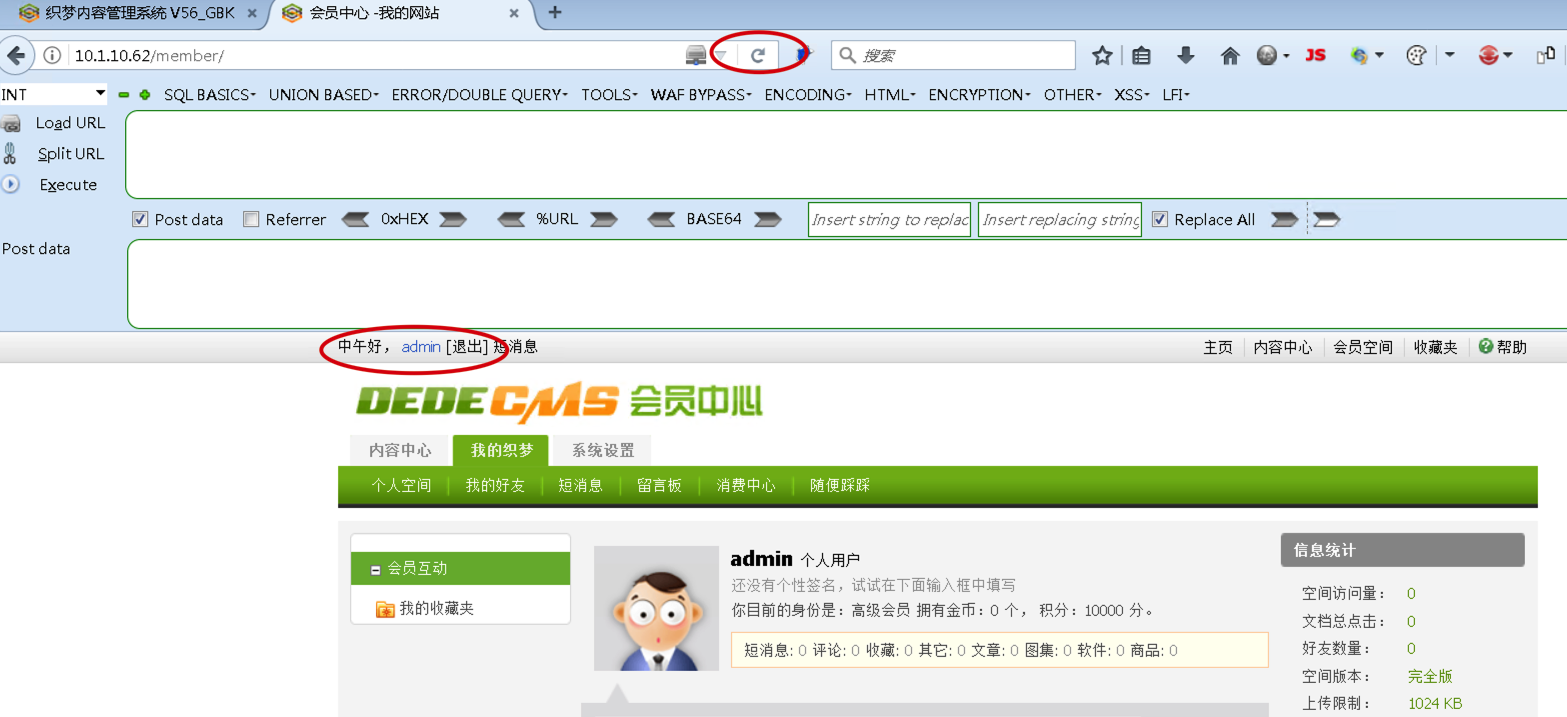 织梦内容管理系统 V56_GBK
会员中心 -我的网站
10.1.10.62/member/
搜索
JS
INT
SQL BASICS
UNION BASED
ERROR/DOUBLE QUERY
TOOLS
WAF BYPASS
ENCODING
HTML
ENCRYPTION
OTHER
XSS
LFI
Load URL
Split URL
Execute
Post data
Referrer
0xHEX
%URL
BASE64
Insert string to replac
Insert replacing string
Replace All
Post data
中午好， admin [退出] 短消息
主页
内容中心
会员空间
收藏夹
帮助
DEDECMS 会员中心
内容中心
我的织梦
系统设置
个人空间
我的好友
短消息
留言板
消费中心
随便踩踩
会员互动
我的收藏夹
admin 个人用户
还没有个性签名，试试在下面输入框中填写
你目前的身份是：高级会员 拥有金币：0 个， 积分：10000 分。
短消息: 0 评论: 0 收藏: 0 其它: 0 文章: 0 图集: 0 软件: 0 商品: 0
信息统计
空间访问量： 0
文档总点击： 0
好友数量： 0
空间版本： 完全版
上传限制： 1024 KB